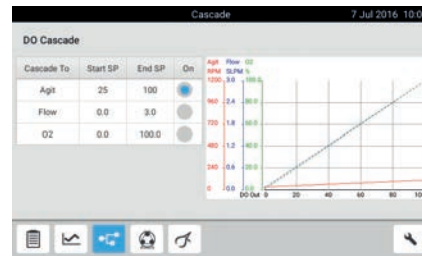 Cascade 7 Jul 2016 10:0
DO Cascade
Cascade To Start SP End SP On
Agit 25 100
Flow 0.0 3.0
O2 0.0 100.0
Agit Flow O2
RPM SLPM %
1200 3.0 100.0
960 2.4 80.0
720 1.8 60.0
480 1.2 40.0
240 0.6 20.0
0 0.0 0.0
DO Out 0 20 40 60 80 10